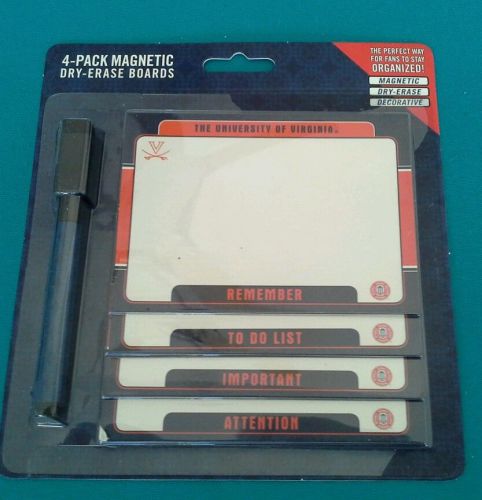 4-PACK MAGNETIC
DRY-ERASE BOARDS
THE PERFECT WAY
FOR FANS TO STAY
ORGANIZED!
MAGNETIC
DRY-ERASE
DECORATIVE
THE UNIVERSITY OF VIRGINIA
V
REMEMBER
TO DO LIST
IMPORTANT
ATTENTION